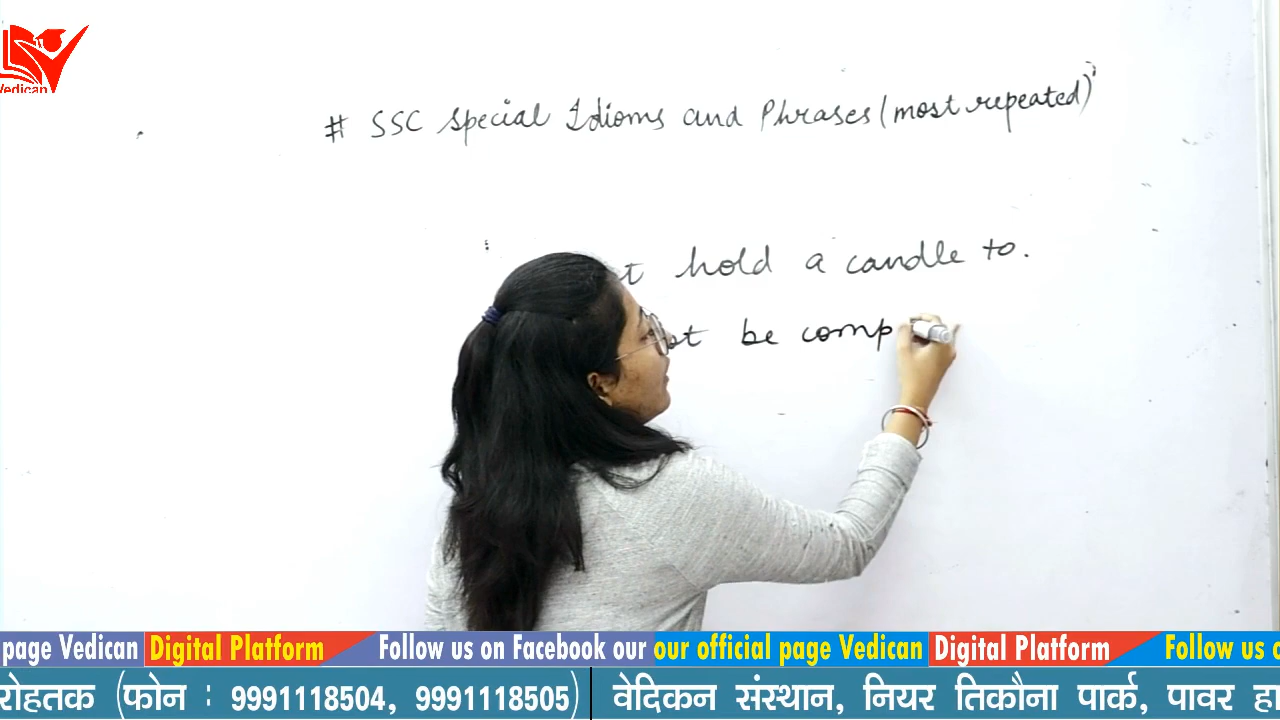 Vedican
# SSC special Idioms and Phrases (most repeated)
hold a candle to.
be comp
page Vedican Digital Platform Follow us on Facebook our our official page Vedican Digital Platform Follow us
रोहतक (फोन : 9991118504, 9991118505) वेदिकन संस्थान, नियर तिकौना पार्क, पावर